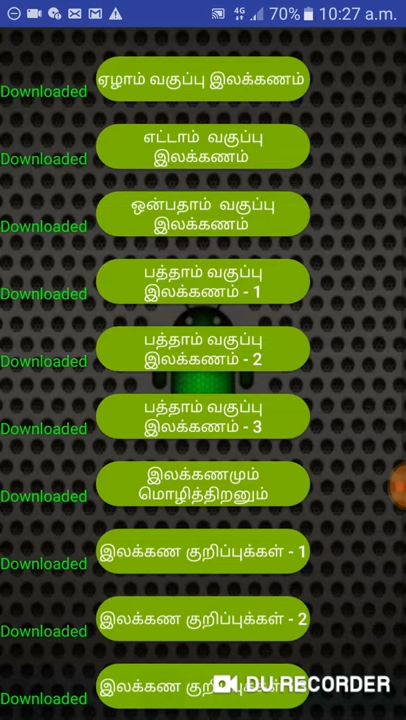 4G 70% 10:27 a.m.
ஏழாம் வகுப்பு இலக்கணம்
Downloaded
எட்டாம் வகுப்பு
இலக்கணம்
Downloaded
ஒன்பதாம் வகுப்பு
இலக்கணம்
Downloaded
பத்தாம் வகுப்பு
இலக்கணம் - 1
Downloaded
பத்தாம் வகுப்பு
இலக்கணம் - 2
Downloaded
பத்தாம் வகுப்பு
இலக்கணம் - 3
Downloaded
இலக்கணமும்
மொழித்திறனும்
Downloaded
இலக்கண குறிப்புக்கள் - 1
Downloaded
இலக்கண குறிப்புக்கள் - 2
Downloaded
இலக்கண
DU RECORDER
Downloaded